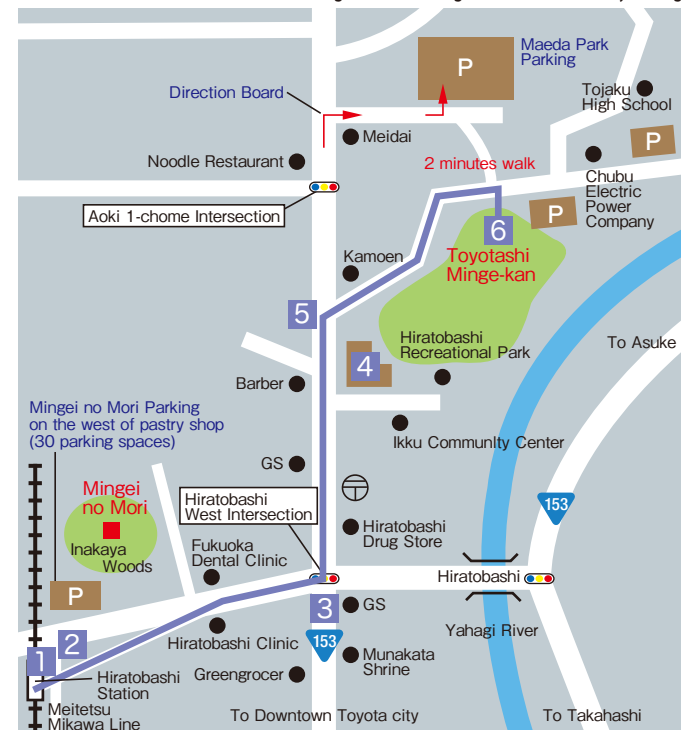 Maeda Park
Parking
P
Direction Board
Tojaku
High School
Meidai
Noodle Restaurant
P
2 minutes walk
Chubu
Electric
Power
Company
Aoki 1-chome Intersection
P
6
Toyotashi
Minge-kan
Kamoen
5
Hiratobashi
Recreational Park
To Asuke
4
Barber
Mingei no Mori Parking
on the west of pastry shop
(30 parking spaces)
Ikku Communlty Center
GS
Mingei
no Mori
Hiratobashi
West Intersection
153
Inakaya
Woods
Fukuoka
Dental Clinic
Hiratobashi
Drug Store
Hiratobashi
P
3
GS
Yahagi River
1
2
Hiratobashi Clinic
153
Munakata
Shrine
Hiratobashi
Station
Greengrocer
Meitetsu
Mikawa Line
To Downtown Toyota city
To Takahashi